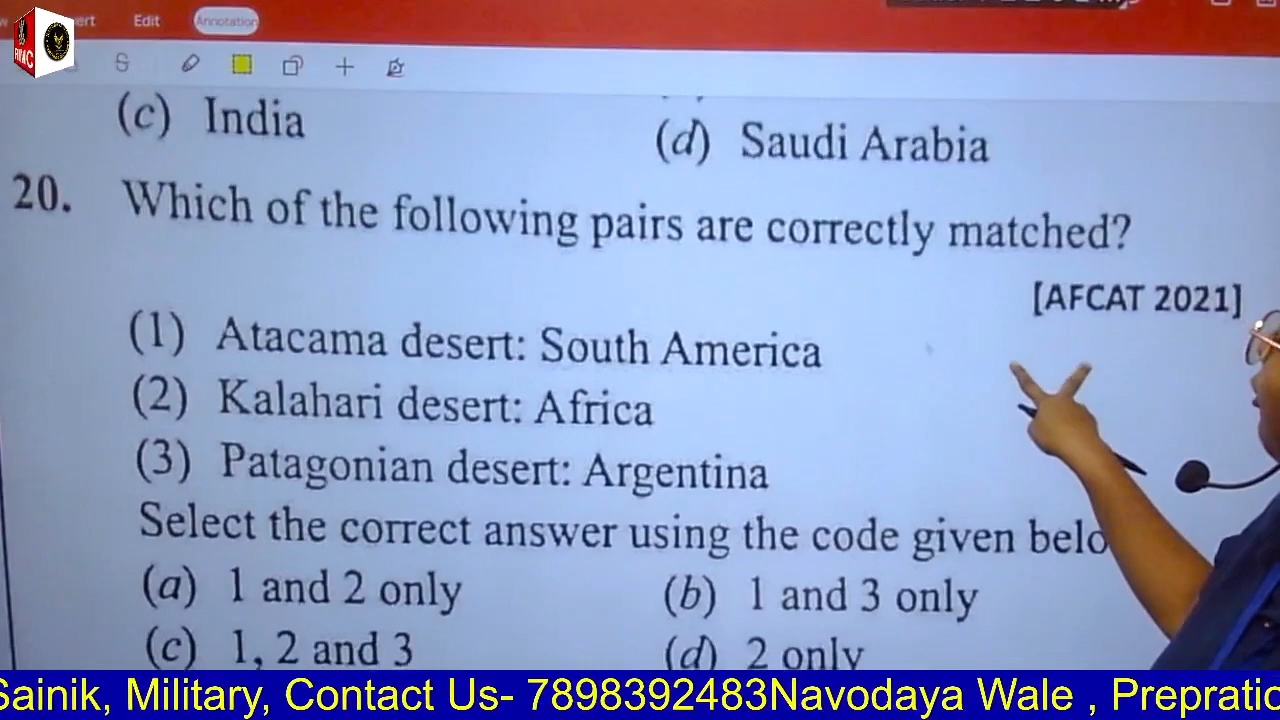 ert Edit Annotation
RWC
(c) India
(d) Saudi Arabia
20. Which of the following pairs are correctly matched?
[AFCAT 2021]
(1) Atacama desert: South America
(2) Kalahari desert: Africa
(3) Patagonian desert: Argentina
Select the correct answer using the code given belo
(a) 1 and 2 only (b) 1 and 3 only
(c) 1, 2 and 3 (d) 2 only
Sainik, Military, Contact Us- 7898392483Navodaya Wale , Prepratio